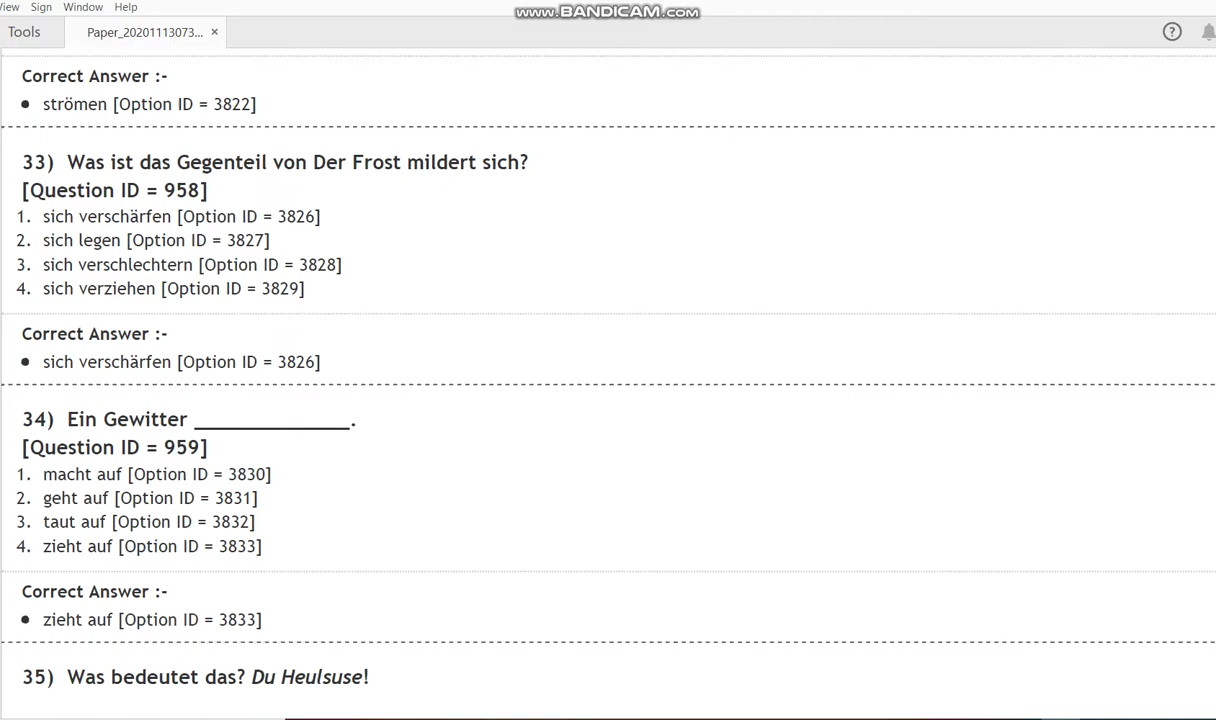 View Sign Window Help
www.BANDICAM.com
Tools Paper_20201113073... ×
Correct Answer :-
• strömen [Option ID = 3822]
33) Was ist das Gegenteil von Der Frost mildert sich?
[Question ID = 958]
1. sich verschärfen [Option ID = 3826]
2. sich legen [Option ID = 3827]
3. sich verschlechtern [Option ID = 3828]
4. sich verziehen [Option ID = 3829]
Correct Answer :-
• sich verschärfen [Option ID = 3826]
34) Ein Gewitter ______________.
[Question ID = 959]
1. macht auf [Option ID = 3830]
2. geht auf [Option ID = 3831]
3. taut auf [Option ID = 3832]
4. zieht auf [Option ID = 3833]
Correct Answer :-
• zieht auf [Option ID = 3833]
35) Was bedeutet das? Du Heulsuse!